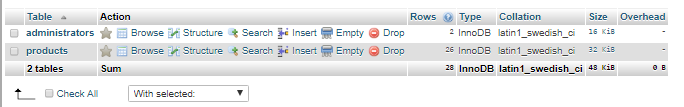 Table Action Rows Type Collation Size Overhead
administrators Browse Structure Search Insert Empty Drop 2 InnoDB latin1_swedish_ci 16 KiB -
products Browse Structure Search Insert Empty Drop 26 InnoDB latin1_swedish_ci 32 KiB -
2 tables Sum 28 InnoDB latin1_swedish_ci 48 KiB 0 B
Check All With selected: